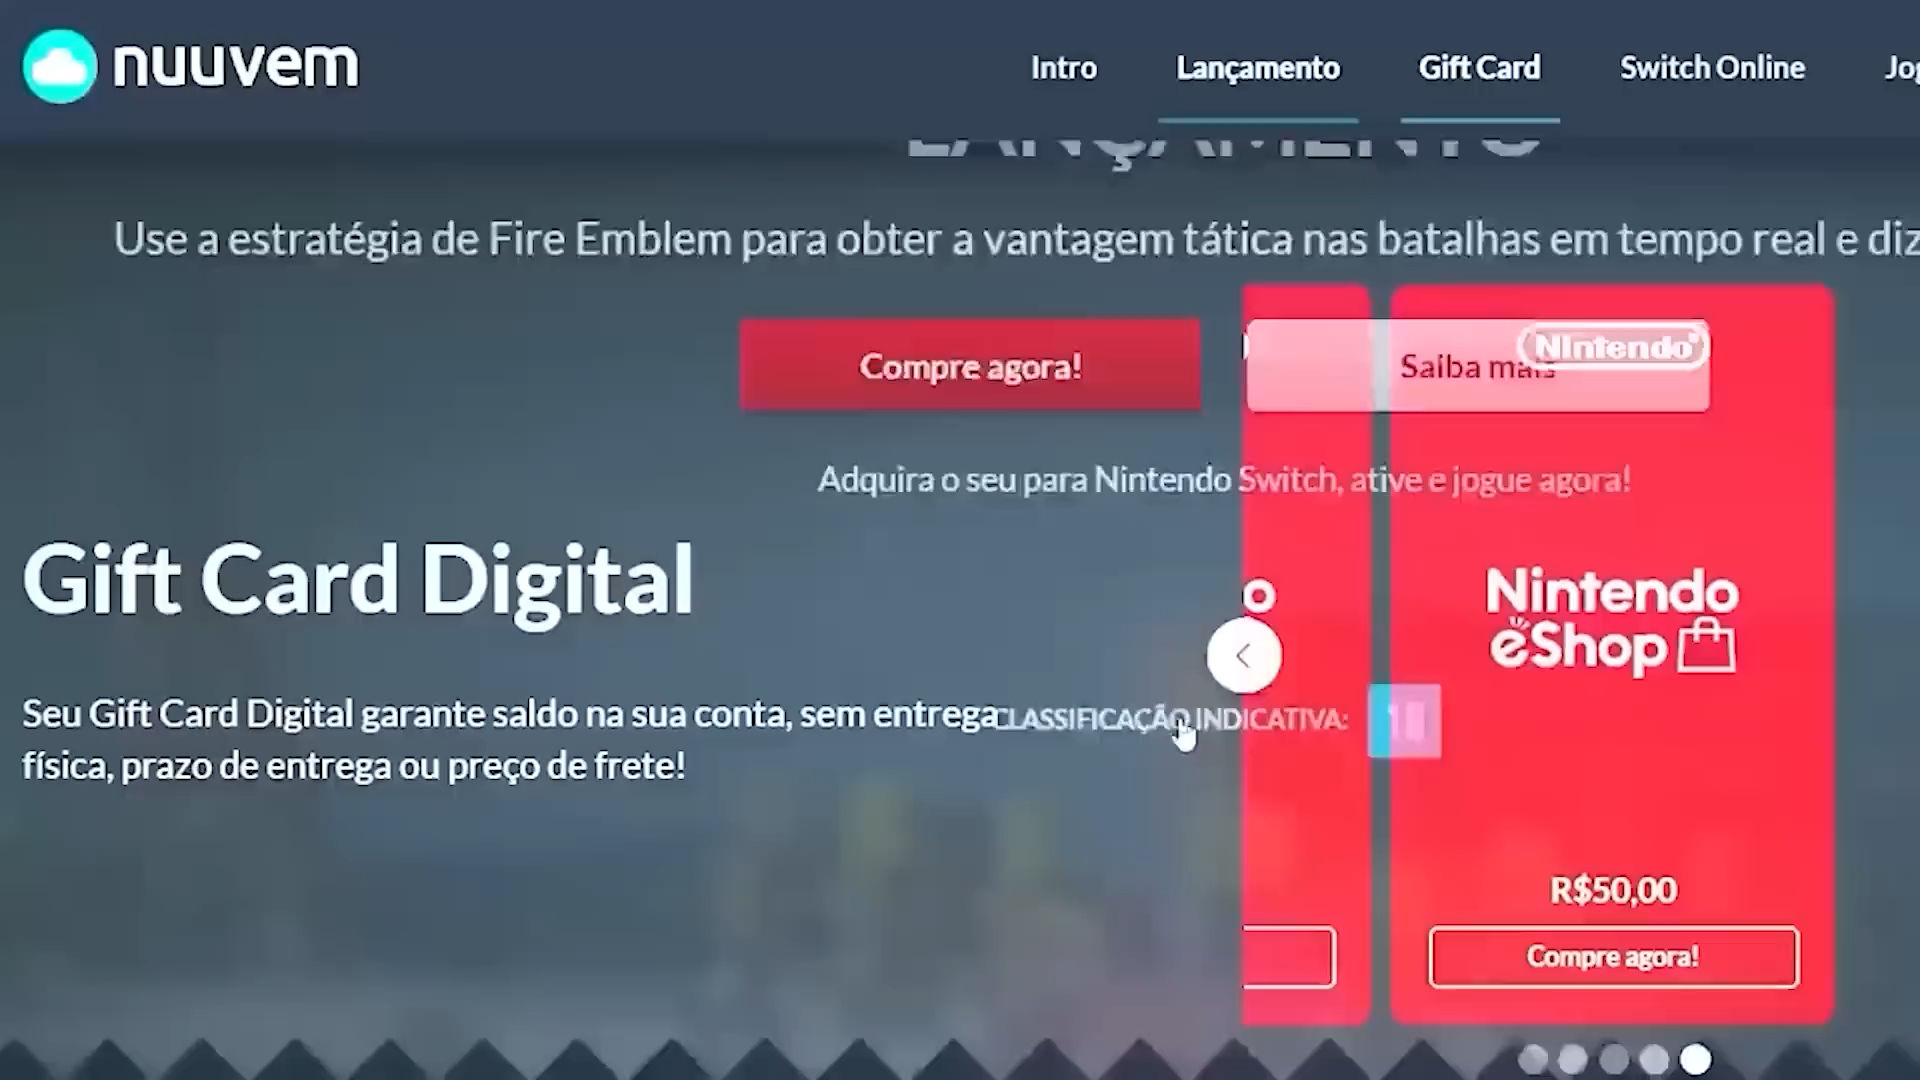 nuuvem
Intro
Lançamento
Gift Card
Switch Online
LANÇAMENTO
Use a estratégia de Fire Emblem para obter a vantagem tática nas batalhas em tempo real e
Compre agora!
Saiba mais
Nintendo
Adquira o seu para Nintendo Switch, ative e jogue agora!
Gift Card Digital
Nintendo
eShop
Seu Gift Card Digital garante saldo na sua conta, sem entrega
física, prazo de entrega ou preço de frete!
CLASSIFICAÇÃO INDICATIVA:
R$50,00
Compre agora!